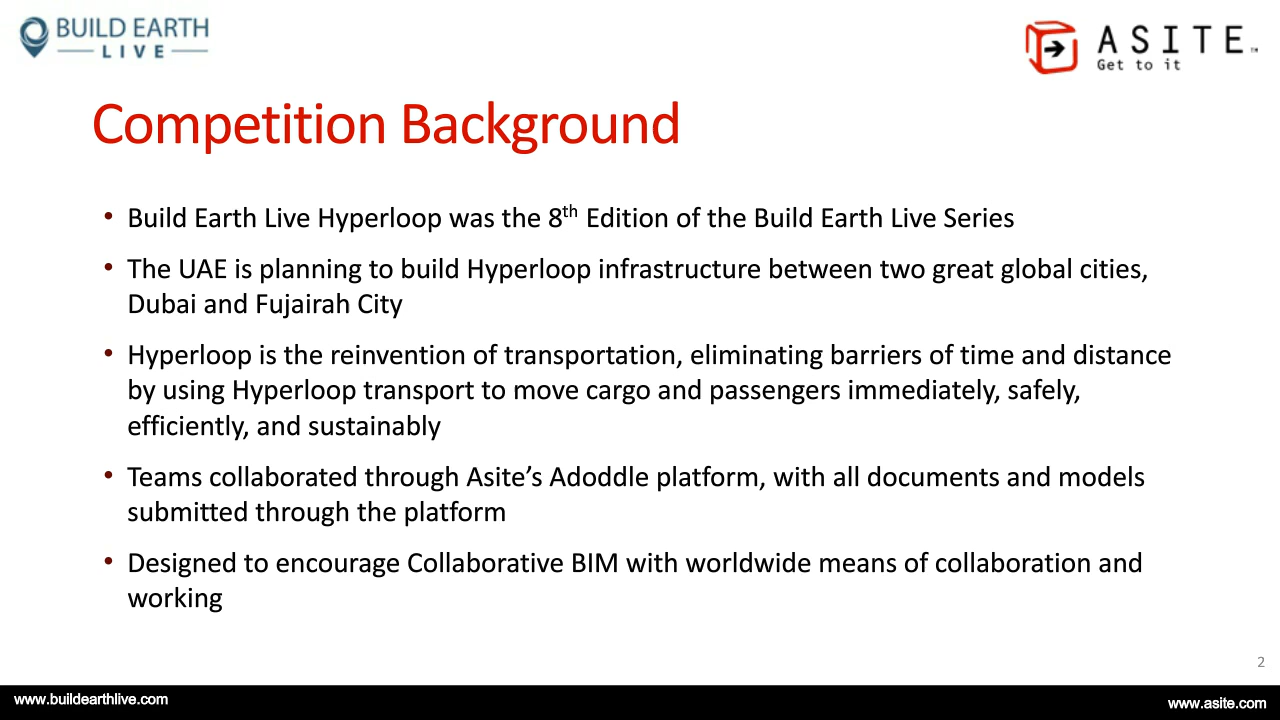 BUILD EARTH
LIVE
ASITE™
Get to it
Competition Background
• Build Earth Live Hyperloop was the 8th Edition of the Build Earth Live Series
• The UAE is planning to build Hyperloop infrastructure between two great global cities,
Dubai and Fujairah City
• Hyperloop is the reinvention of transportation, eliminating barriers of time and distance
by using Hyperloop transport to move cargo and passengers immediately, safely,
efficiently, and sustainably
• Teams collaborated through Asite’s Adoddle platform, with all documents and models
submitted through the platform
• Designed to encourage Collaborative BIM with worldwide means of collaboration and
working
2
www.buildearthlive.com
www.asite.com